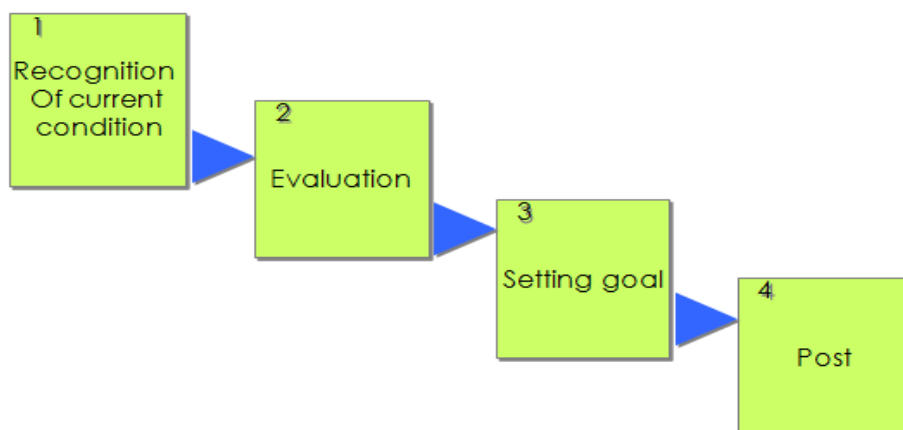 1
Recognition
Of current
condition
2
Evaluation
3
Setting goal
4
Post